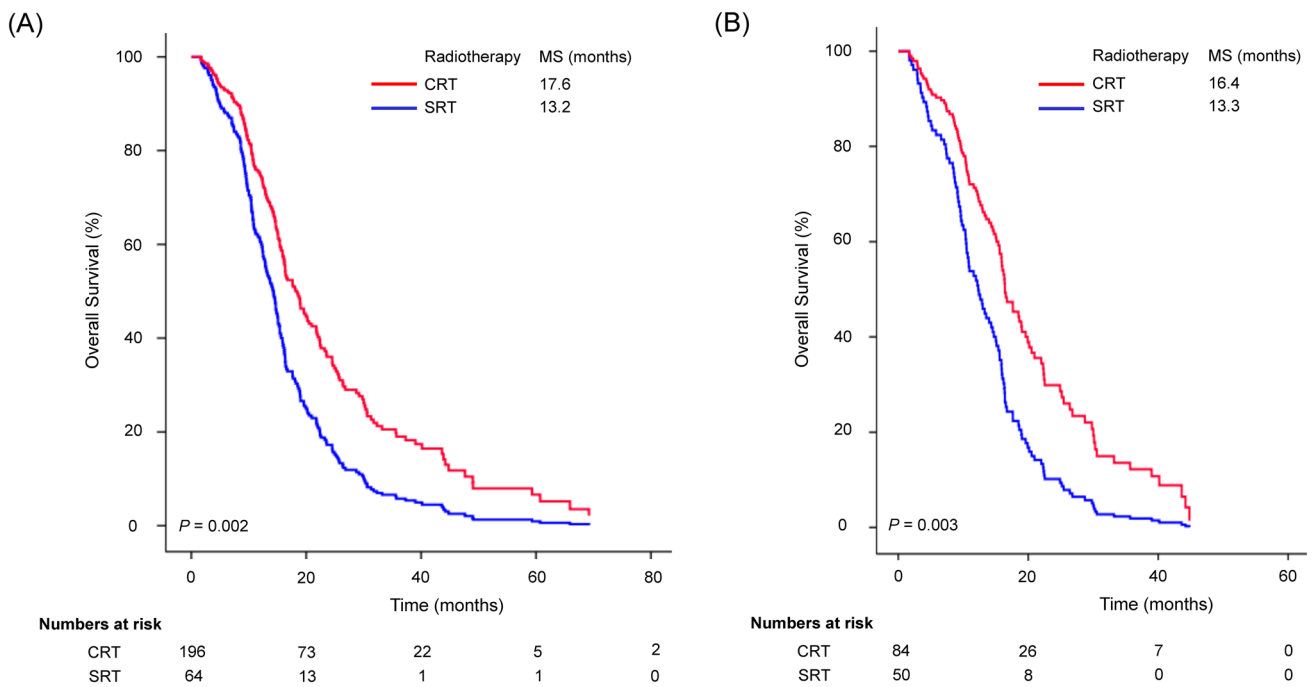 (A)
Radiotherapy MS (months)
CRT 17.6
SRT 13.2
100
80
60
40
20
0
Overall Survival (%)
P = 0.002
0 20 40 60 80
Time (months)
Numbers at risk
CRT 196 73 22 5 2
SRT 64 13 1 1 0
(B)
Radiotherapy MS (months)
CRT 16.4
SRT 13.3
100
80
60
40
20
0
Overall Survival (%)
P = 0.003
0 20 40 60
Time (months)
Numbers at risk
CRT 84 26 7 0
SRT 50 8 0 0